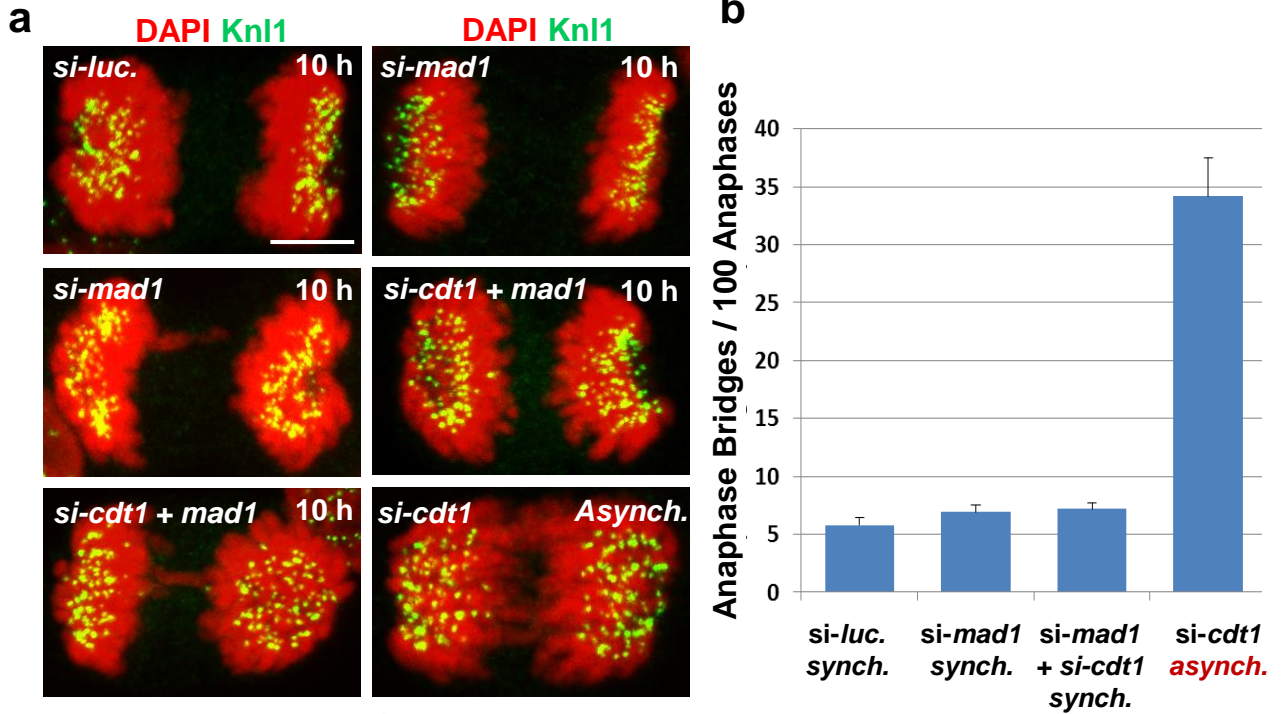 a
DAPI Knl1
DAPI Knl1
si-luc. 10 h
si-mad1 10 h
si-mad1 10 h
si-cdt1 + mad1 10 h
si-cdt1 + mad1 10 h
si-cdt1 Asynch.
b
Anaphase Bridges / 100 Anaphases
40
35
30
25
20
15
10
5
0
si-luc.
synch.
si-mad1
synch.
si-mad1
+ si-cdt1
synch.
si-cdt1
asynch.